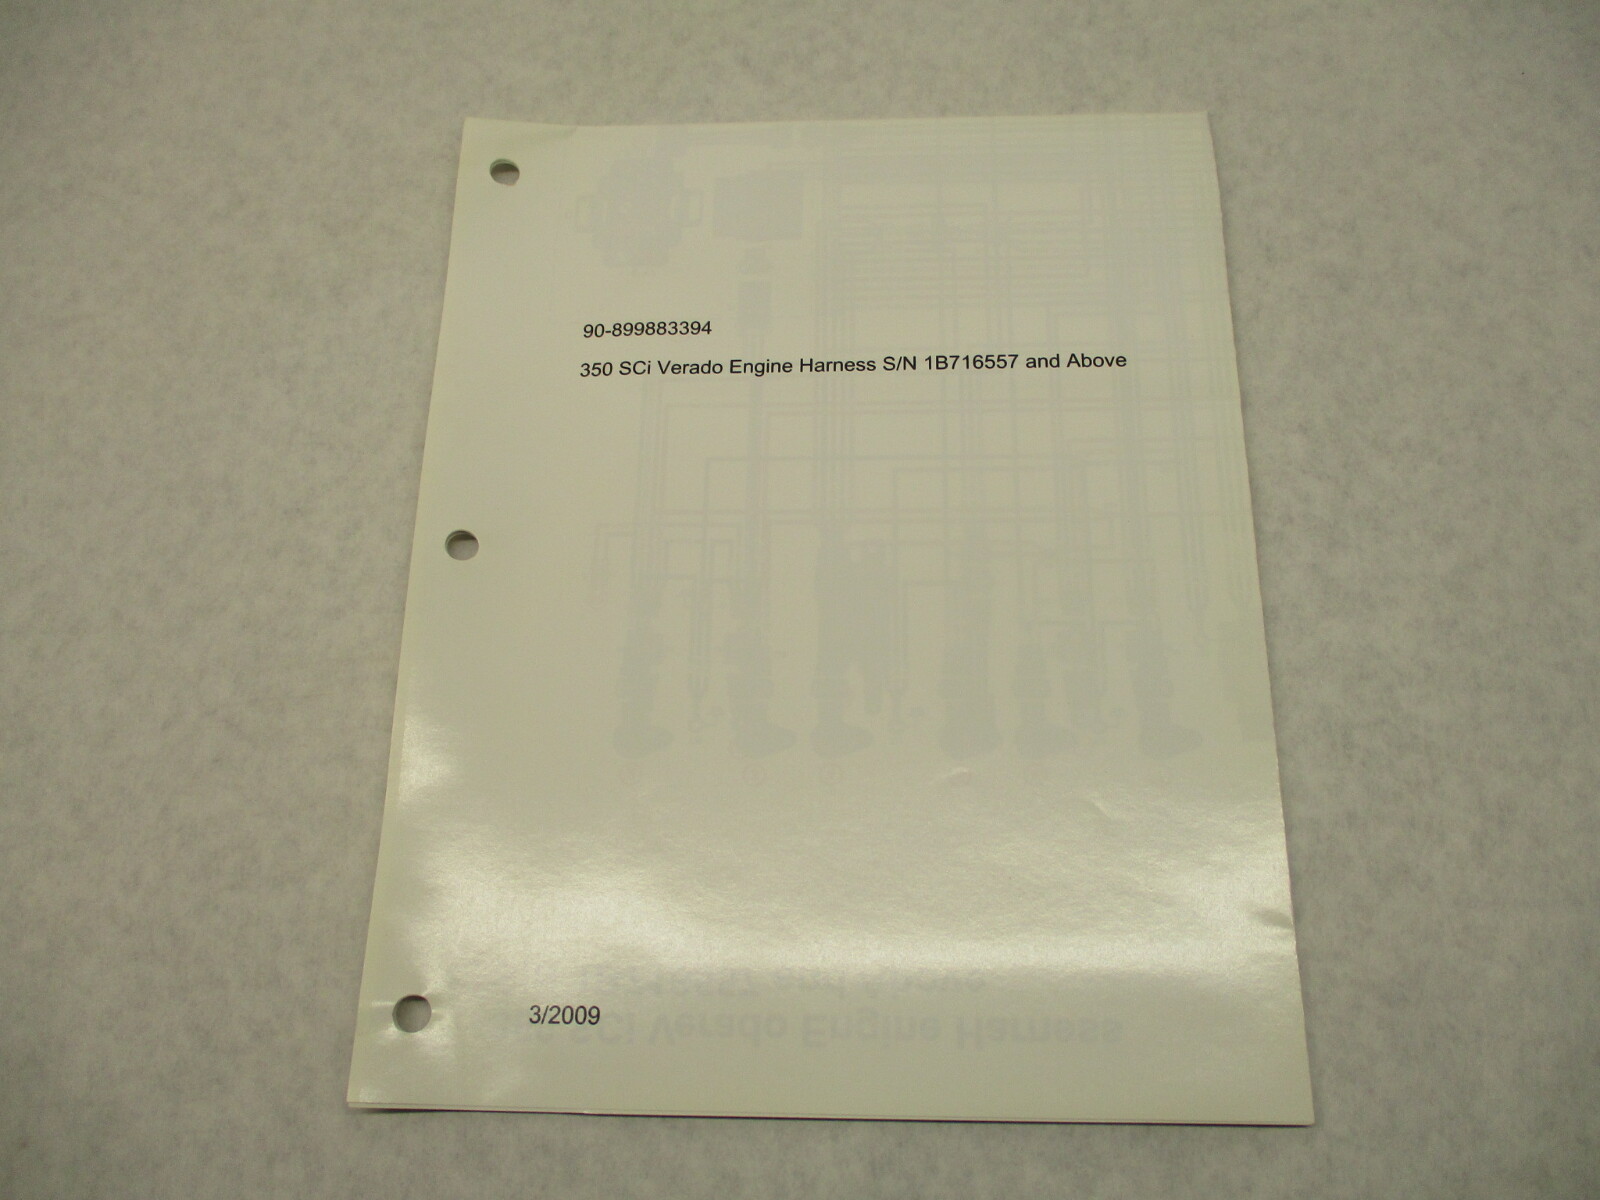 90-899883394
350 SCi Verado Engine Harness S/N 1B716557 and Above
3/2009